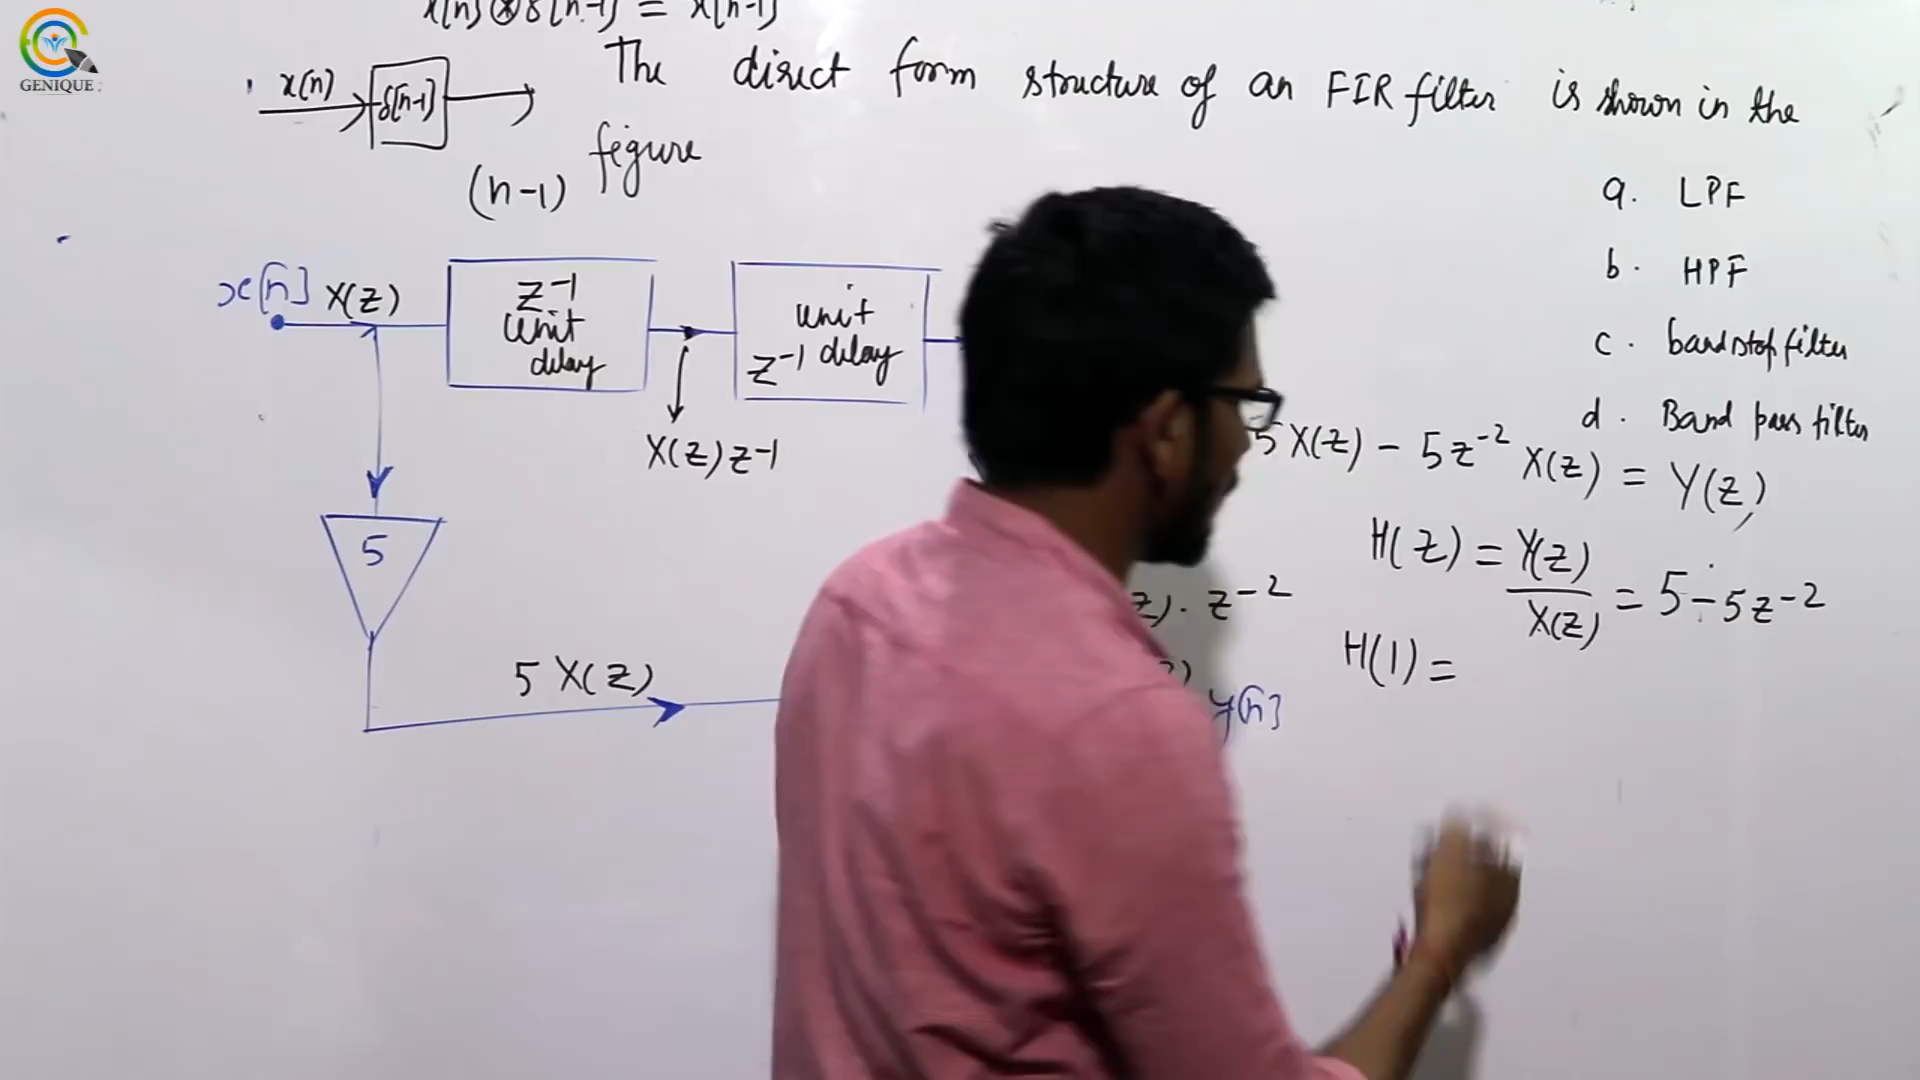 x[n] ⊛ δ[n-1] = x[n-1]
GENIQUE
x(n)
δ[n-1]
The direct form structure of an FIR filter is shown in the
figure
(n-1)
a. LPF
b. HPF
c. bandstop filter
d. Band pass filter
x[n] X(z)
z-1
unit
delay
unit
z-1 delay
X(z) z-1
5 X(z) - 5z-2 X(z) = Y(z)
H(z) = Y(z)/X(z) = 5 - 5z-2
5
z). z-2
H(1) =
5 X(z)
y[n]